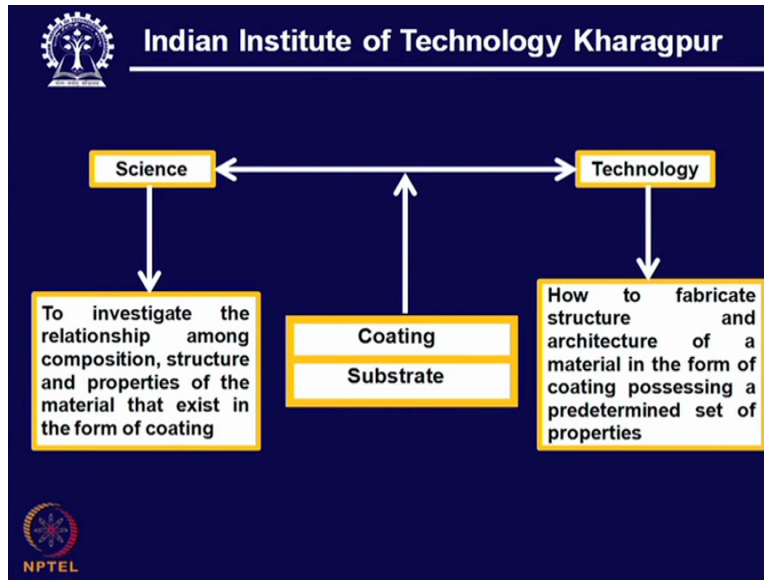 Indian Institute of Technology Kharagpur
Science
Technology
To investigate the
relationship among
composition, structure
and properties of the
material that exist in
the form of coating
Coating
Substrate
How to fabricate
structure and
architecture of a
material in the form of
coating possessing a
predetermined set of
properties
NPTEL